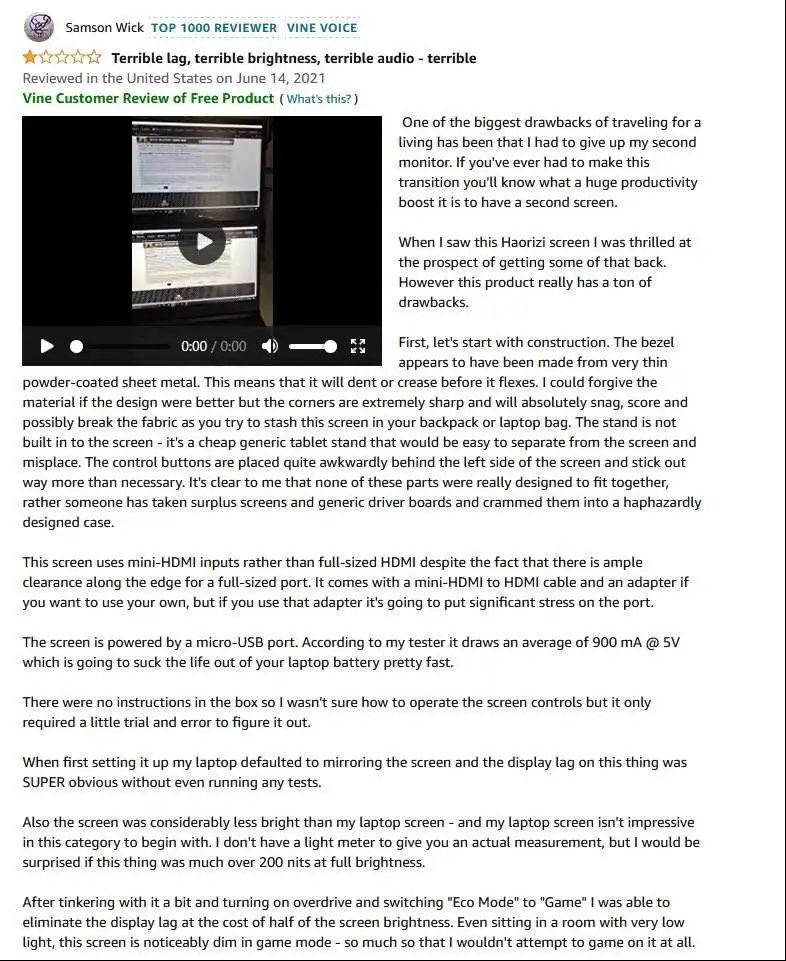 Samson Wick TOP 1000 REVIEWER VINE VOICE
Terrible lag, terrible brightness, terrible audio - terrible
Reviewed in the United States on June 14, 2021
Vine Customer Review of Free Product ( What's this? )
One of the biggest drawbacks of traveling for a
living has been that I had to give up my second
monitor. If you've ever had to make this
transition you'll know what a huge productivity
boost it is to have a second screen.
When I saw this Haorizi screen I was thrilled at
the prospect of getting some of that back.
However this product really has a ton of
drawbacks.
0:00 / 0:00
First, let's start with construction. The bezel
appears to have been made from very thin
powder-coated sheet metal. This means that it will dent or crease before it flexes. I could forgive the
material if the design were better but the corners are extremely sharp and will absolutely snag, score and
possibly break the fabric as you try to stash this screen in your backpack or laptop bag. The stand is not
built in to the screen - it's a cheap generic tablet stand that would be easy to separate from the screen and
misplace. The control buttons are placed quite awkwardly behind the left side of the screen and stick out
way more than necessary. It's clear to me that none of these parts were really designed to fit together,
rather someone has taken surplus screens and generic driver boards and crammed them into a haphazardly
designed case.
This screen uses mini-HDMI inputs rather than full-sized HDMI despite the fact that there is ample
clearance along the edge for a full-sized port. It comes with a mini-HDMI to HDMI cable and an adapter if
you want to use your own, but if you use that adapter it's going to put significant stress on the port.
The screen is powered by a micro-USB port. According to my tester it draws an average of 900 mA @ 5V
which is going to suck the life out of your laptop battery pretty fast.
There were no instructions in the box so I wasn't sure how to operate the screen controls but it only
required a little trial and error to figure it out.
When first setting it up my laptop defaulted to mirroring the screen and the display lag on this thing was
SUPER obvious without even running any tests.
Also the screen was considerably less bright than my laptop screen - and my laptop screen isn't impressive
in this category to begin with. I don't have a light meter to give you an actual measurement, but I would be
surprised if this thing was much over 200 nits at full brightness.
After tinkering with it a bit and turning on overdrive and switching "Eco Mode" to "Game" I was able to
eliminate the display lag at the cost of half of the screen brightness. Even sitting in a room with very low
light, this screen is noticeably dim in game mode - so much so that I wouldn't attempt to game on it at all.